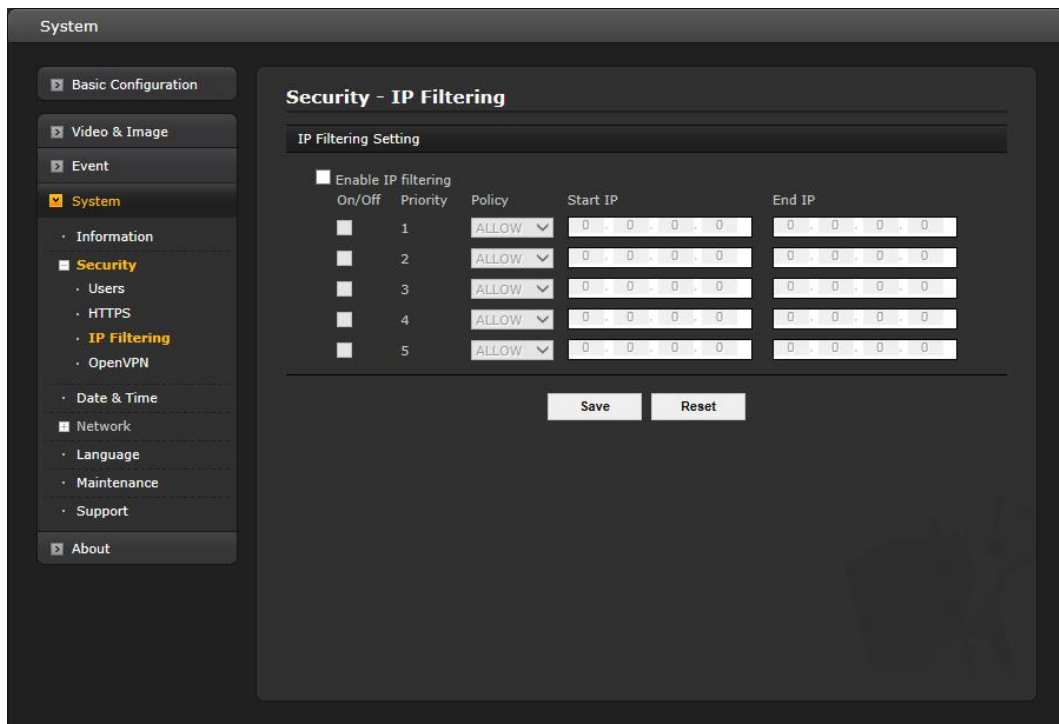 System
Basic Configuration
Video & Image
Event
System
Information
Security
Users
HTTPS
IP Filtering
OpenVPN
Date & Time
Network
Language
Maintenance
Support
About
Security - IP Filtering
IP Filtering Setting
Enable IP filtering
On/Off Priority Policy Start IP End IP
1 ALLOW 0 . 0 . 0 . 0 0 . 0 . 0 . 0
2 ALLOW 0 . 0 . 0 . 0 0 . 0 . 0 . 0
3 ALLOW 0 . 0 . 0 . 0 0 . 0 . 0 . 0
4 ALLOW 0 . 0 . 0 . 0 0 . 0 . 0 . 0
5 ALLOW 0 . 0 . 0 . 0 0 . 0 . 0 . 0
Save Reset